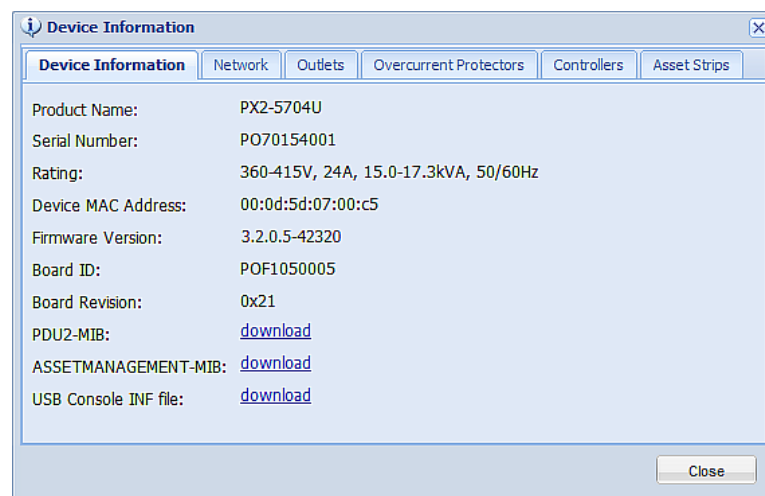 Device Information
Device Information Network Outlets Overcurrent Protectors Controllers Asset Strips
Product Name: PX2-5704U
Serial Number: PO70154001
Rating: 360-415V, 24A, 15.0-17.3kVA, 50/60Hz
Device MAC Address: 00:0d:5d:07:00:c5
Firmware Version: 3.2.0.5-42320
Board ID: POF1050005
Board Revision: 0x21
PDU2-MIB: download
ASSETMANAGEMENT-MIB: download
USB Console INF file: download
Close